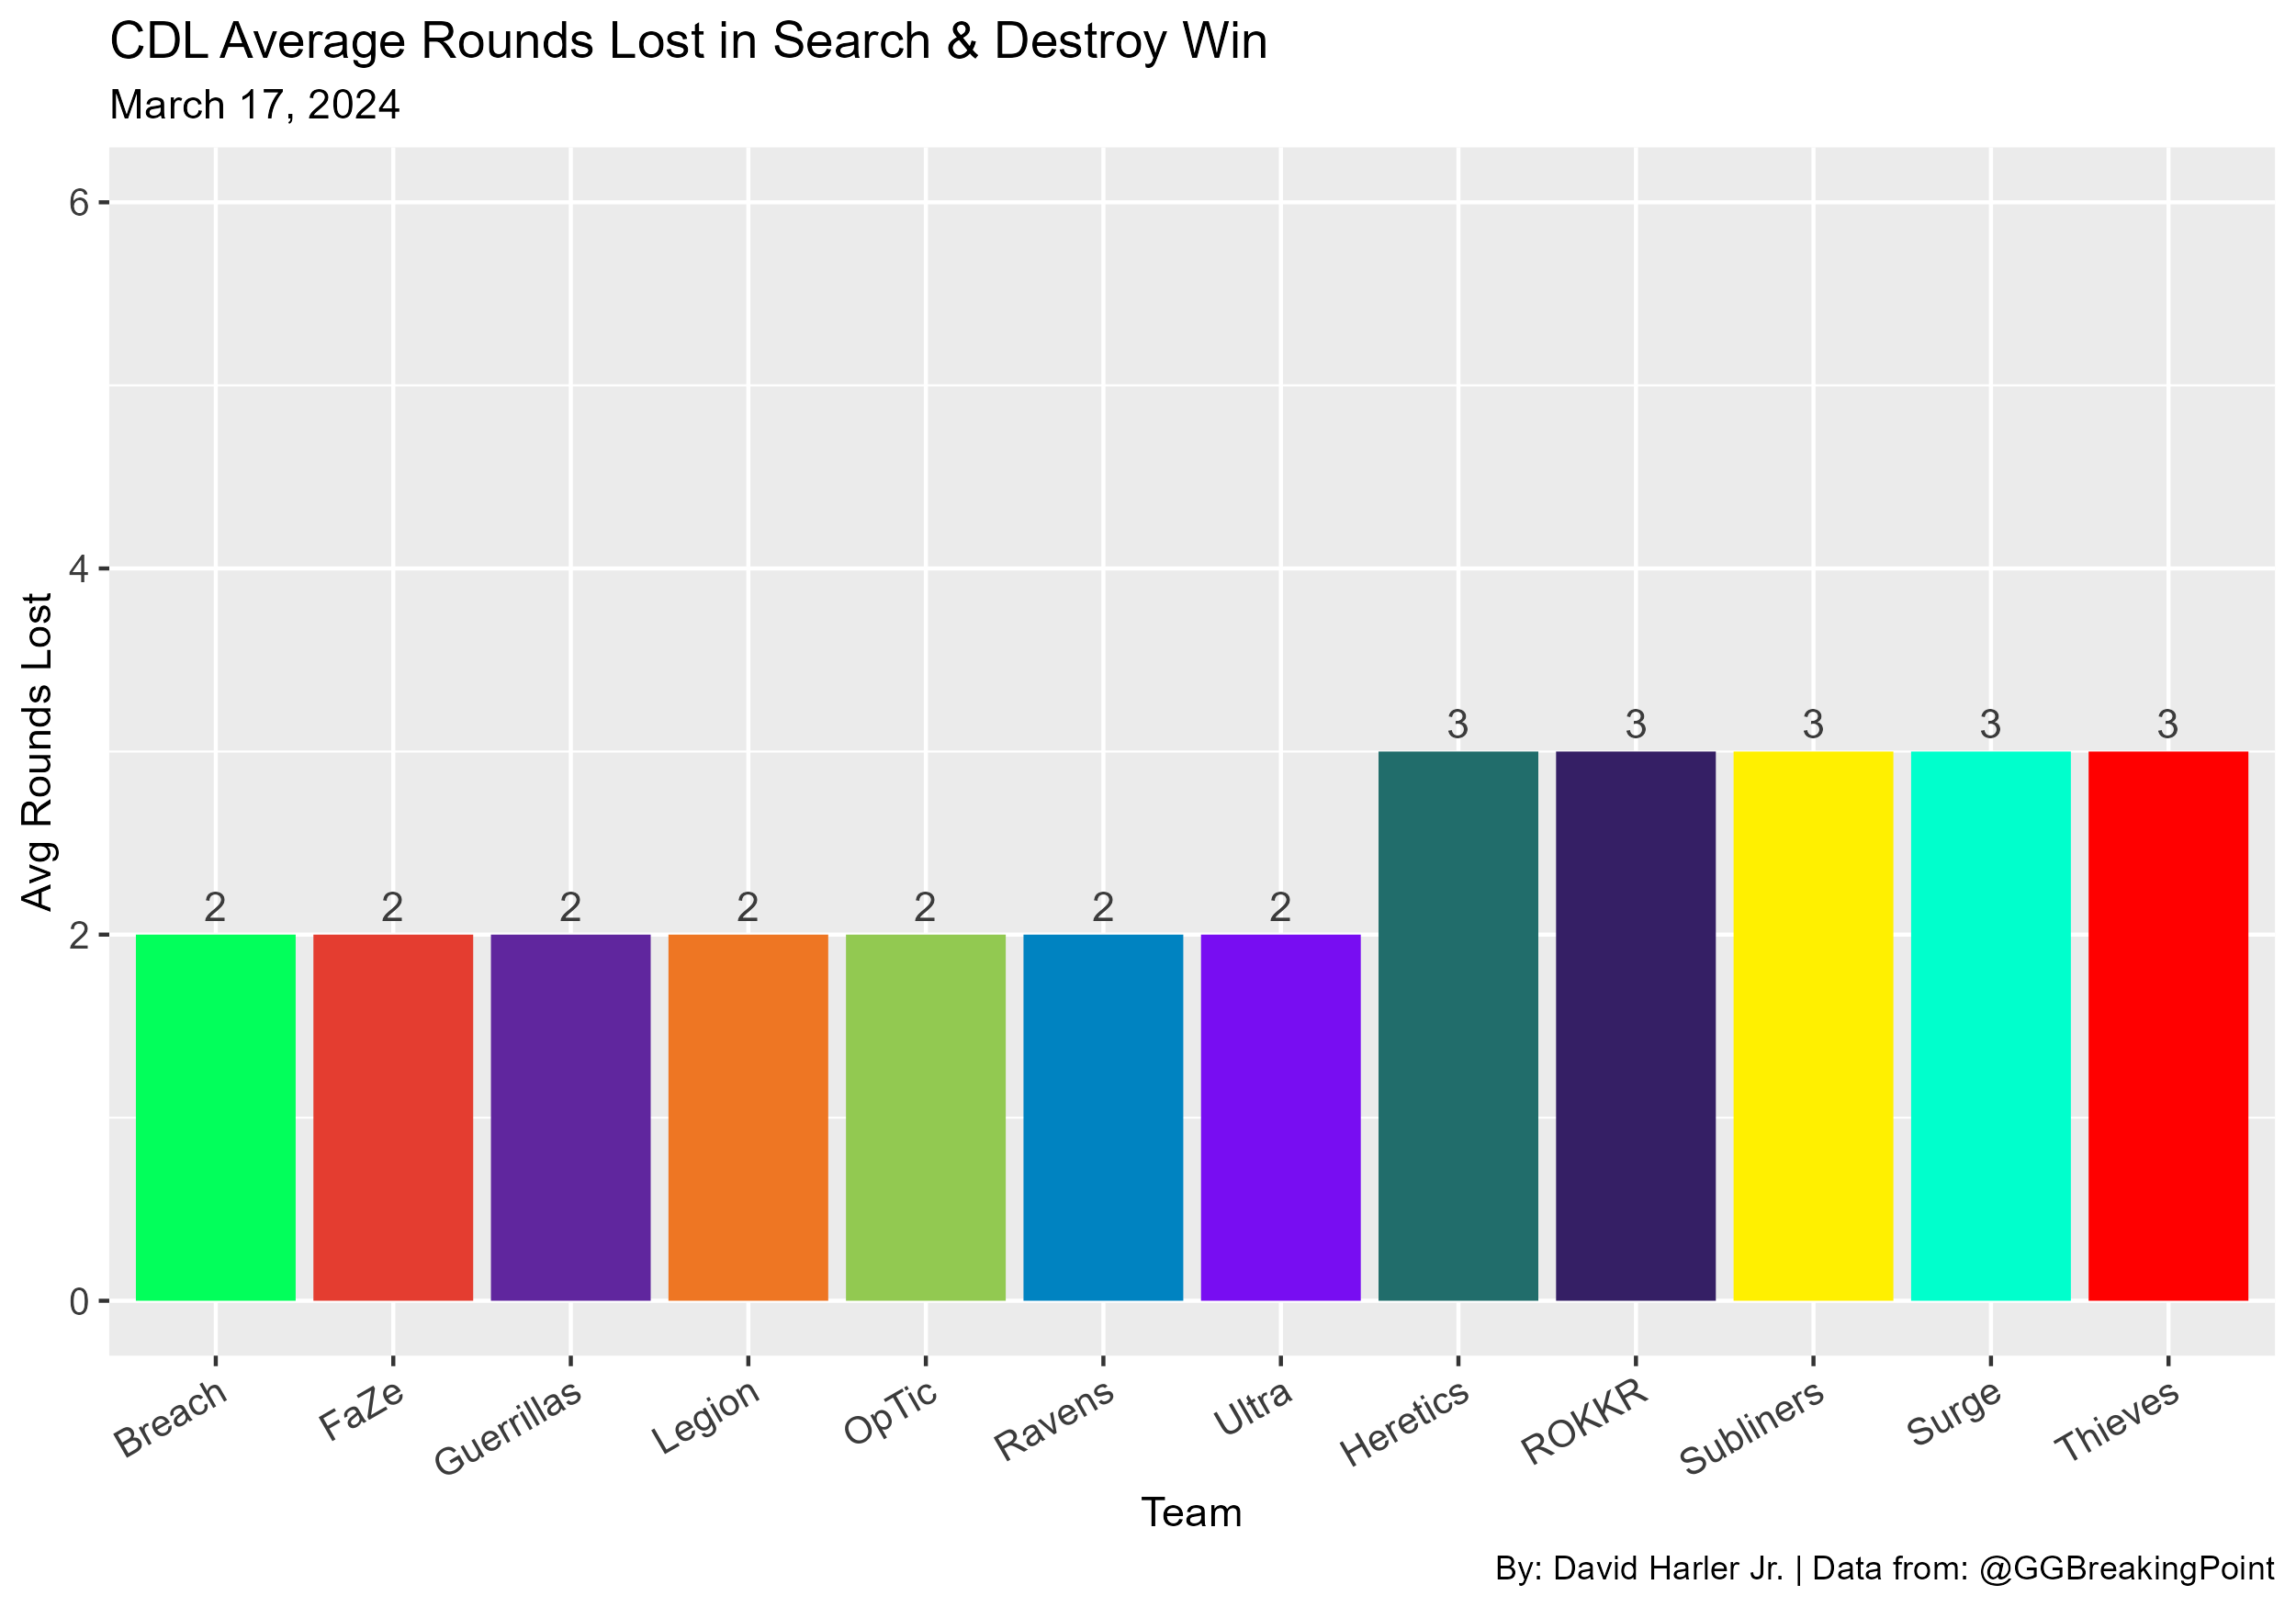 CDL Average Rounds Lost in Search & Destroy Win
March 17, 2024
Avg Rounds Lost
6
4
2
0
2
2
2
2
2
2
2
3
3
3
3
3
Breach
FaZe
Guerrillas
Legion
OpTic
Ravens
Ultra
Heretics
ROKKR
Subliners
Surge
Thieves
Team
By: David Harler Jr. | Data from: @GGBreakingPoint